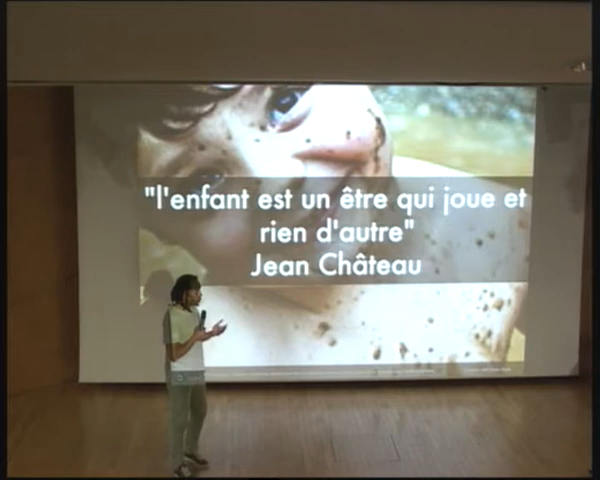 "l'enfant est un être qui joue et
rien d'autre"
Jean Château